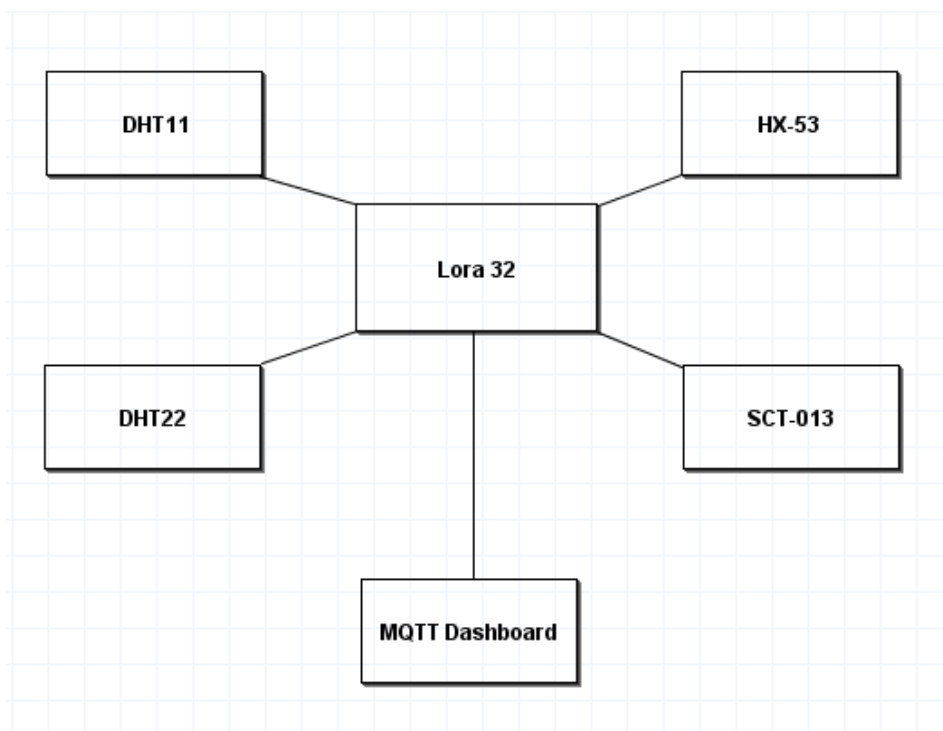 DHT11
HX-53
Lora 32
DHT22
SCT-013
MQTT Dashboard